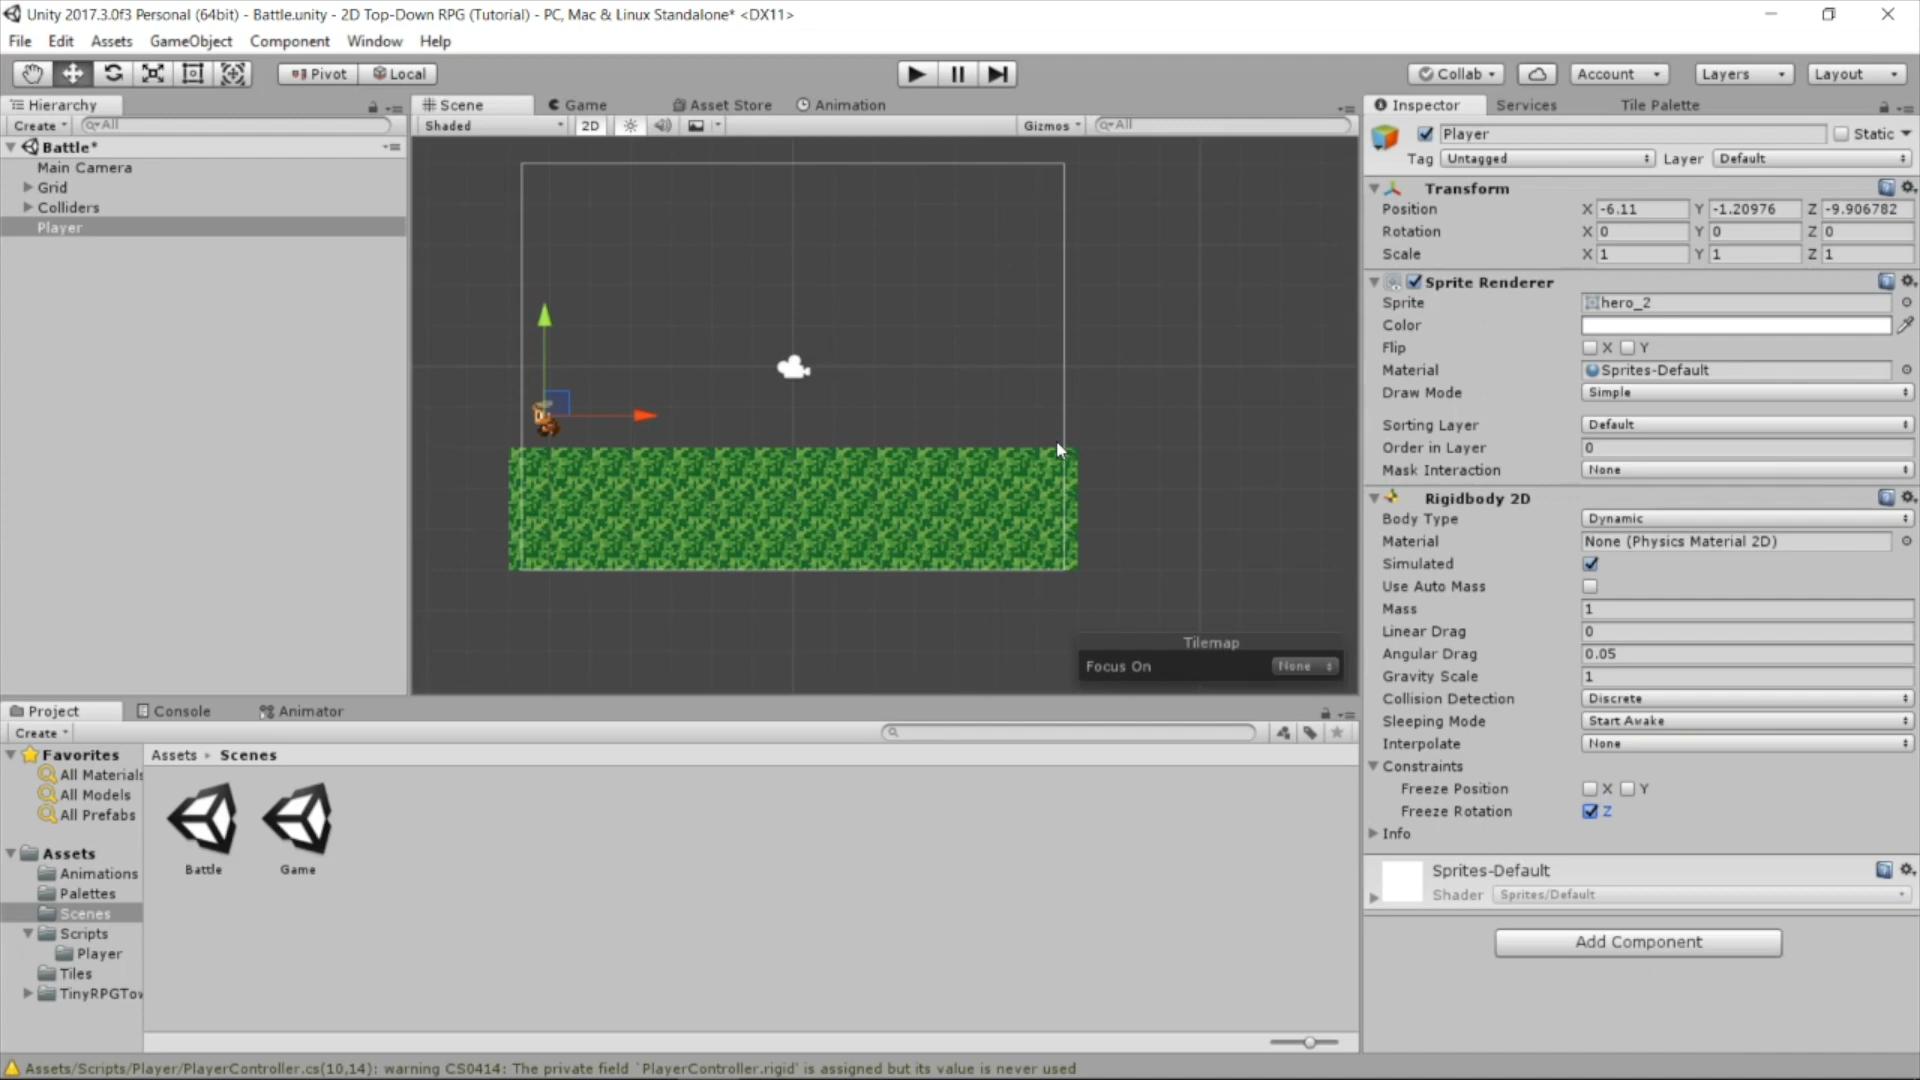 Unity 2017.3.0f3 Personal (64bit) - Battle.unity - 2D Top-Down RPG (Tutorial) - PC, Mac & Linux Standalone* <DX11>
File Edit Assets GameObject Component Window Help
Pivot Local Collab Account Layers Layout
Hierarchy
Create All
Battle*
Main Camera
Grid
Colliders
Player
Scene Game Asset Store Animation
Shaded 2D Gizmos All
Tilemap
Focus On None
Inspector Services Tile Palette
Player Static
Tag Untagged Layer Default
Transform
Position X -6.11 Y -1.20976 Z -9.906782
Rotation X 0 Y 0 Z 0
Scale X 1 Y 1 Z 1
Sprite Renderer
Sprite hero_2
Color
Flip X Y
Material Sprites-Default
Draw Mode Simple
Sorting Layer Default
Order in Layer 0
Mask Interaction None
Rigidbody 2D
Body Type Dynamic
Material None (Physics Material 2D)
Simulated
Use Auto Mass
Mass 1
Linear Drag 0
Angular Drag 0.05
Gravity Scale 1
Collision Detection Discrete
Sleeping Mode Start Awake
Interpolate None
Constraints
Freeze Position X Y
Freeze Rotation Z
Info
Sprites-Default
Shader Sprites/Default
Add Component
Project Console Animator
Create
Favorites
All Materials
All Models
All Prefabs
Assets
Animations
Palettes
Scenes
Scripts
Player
Tiles
TinyRPGTow
Assets Scenes
Battle Game
Assets/Scripts/Player/PlayerController.cs(10,14): warning CS0414: The private field `PlayerController.rigid' is assigned but its value is never used